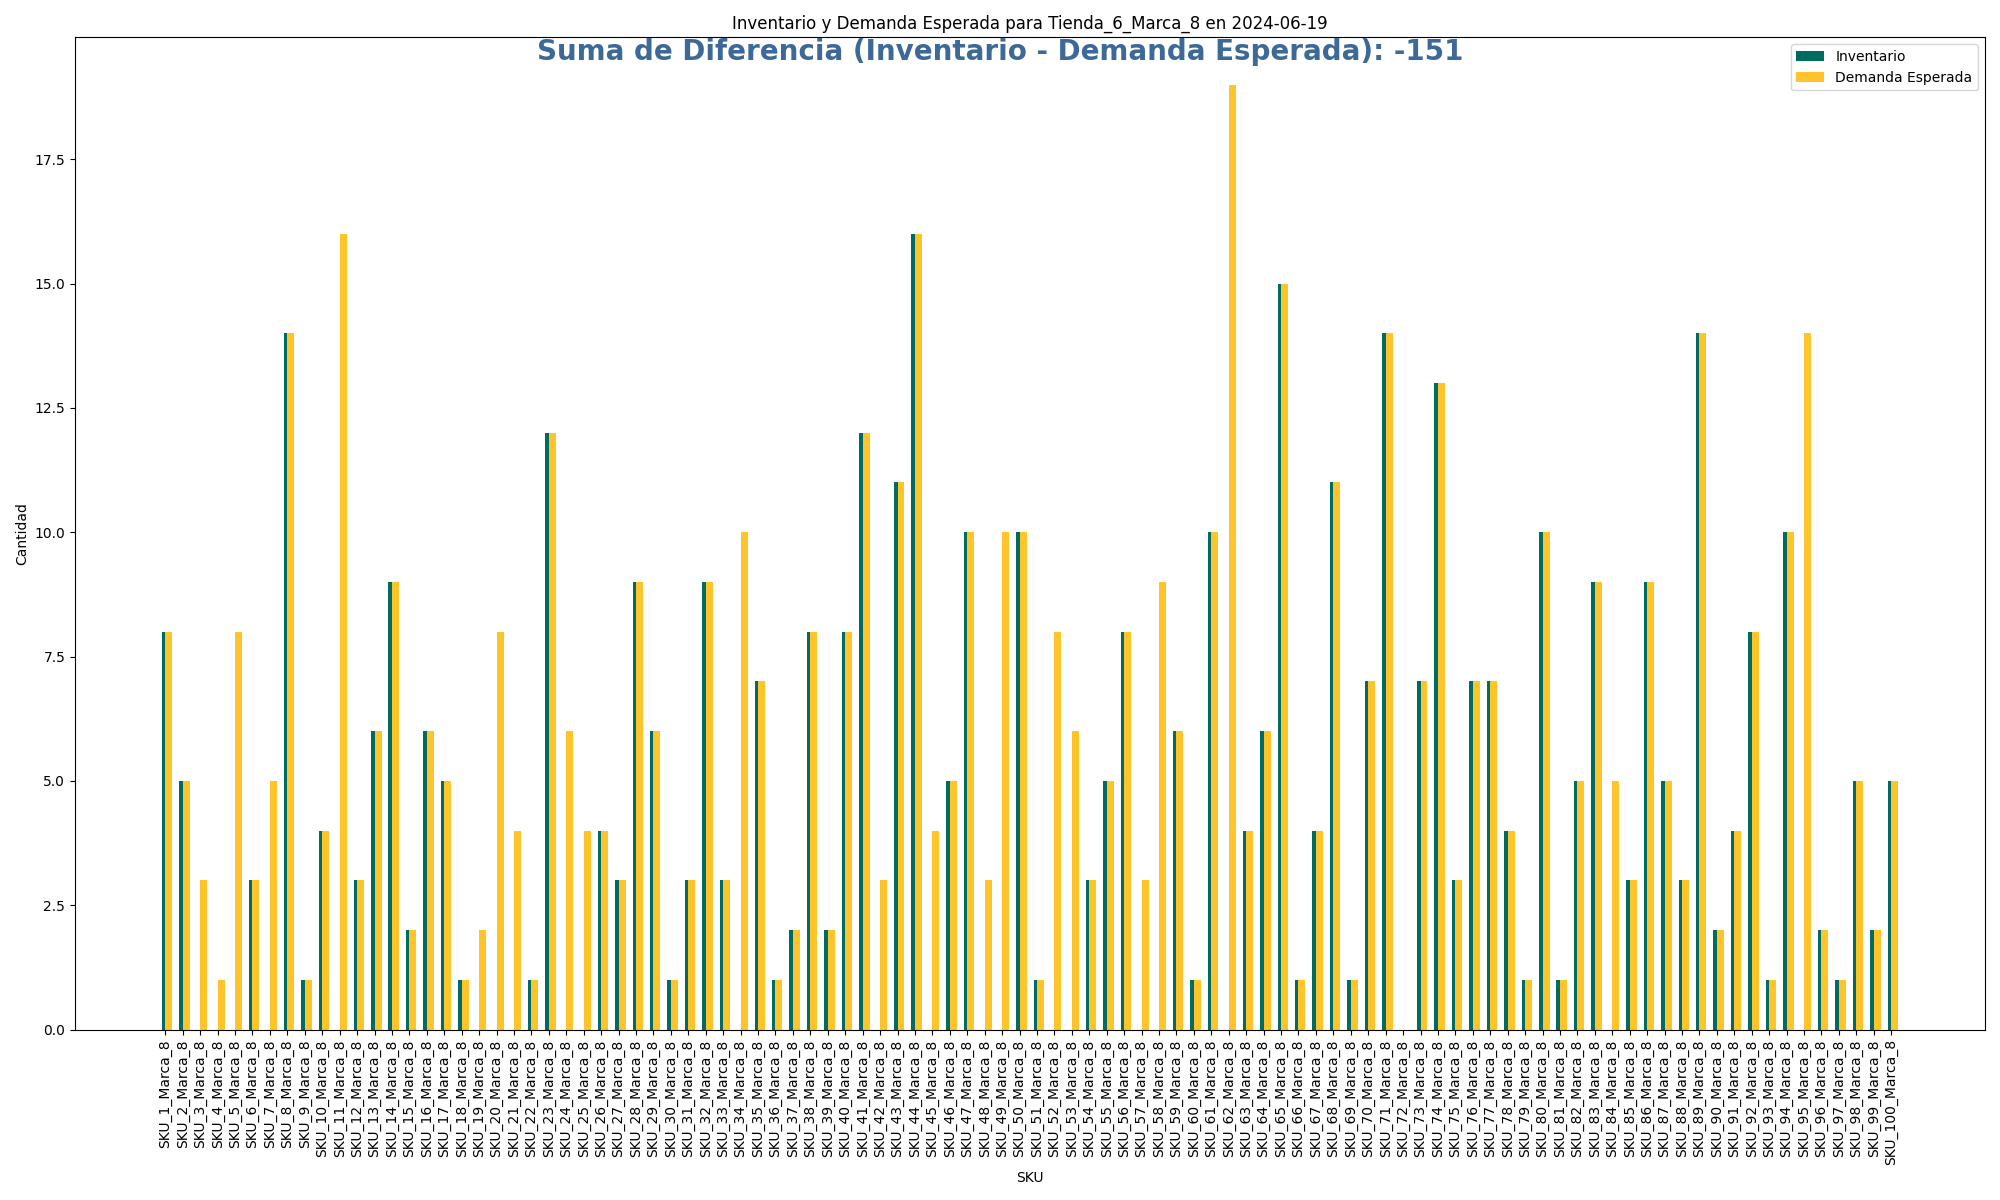 Inventario y Demanda Esperada para Tienda_6_Marca_8 en 2024-06-19
Suma de Diferencia (Inventario - Demanda Esperada): -151
Inventario
Demanda Esperada
Cantidad
17.5
15.0
12.5
10.0
7.5
5.0
2.5
0.0
SKU_1_Marca_8
SKU_2_Marca_8
SKU_3_Marca_8
SKU_4_Marca_8
SKU_5_Marca_8
SKU_6_Marca_8
SKU_7_Marca_8
SKU_8_Marca_8
SKU_9_Marca_8
SKU_10_Marca_8
SKU_11_Marca_8
SKU_12_Marca_8
SKU_13_Marca_8
SKU_14_Marca_8
SKU_15_Marca_8
SKU_16_Marca_8
SKU_17_Marca_8
SKU_18_Marca_8
SKU_19_Marca_8
SKU_20_Marca_8
SKU_21_Marca_8
SKU_22_Marca_8
SKU_23_Marca_8
SKU_24_Marca_8
SKU_25_Marca_8
SKU_26_Marca_8
SKU_27_Marca_8
SKU_28_Marca_8
SKU_29_Marca_8
SKU_30_Marca_8
SKU_31_Marca_8
SKU_32_Marca_8
SKU_33_Marca_8
SKU_34_Marca_8
SKU_35_Marca_8
SKU_36_Marca_8
SKU_37_Marca_8
SKU_38_Marca_8
SKU_39_Marca_8
SKU_40_Marca_8
SKU_41_Marca_8
SKU_42_Marca_8
SKU_43_Marca_8
SKU_44_Marca_8
SKU_45_Marca_8
SKU_46_Marca_8
SKU_47_Marca_8
SKU_48_Marca_8
SKU_49_Marca_8
SKU_50_Marca_8
SKU_51_Marca_8
SKU_52_Marca_8
SKU_53_Marca_8
SKU_54_Marca_8
SKU_55_Marca_8
SKU_56_Marca_8
SKU_57_Marca_8
SKU_58_Marca_8
SKU_59_Marca_8
SKU_60_Marca_8
SKU_61_Marca_8
SKU_62_Marca_8
SKU_63_Marca_8
SKU_64_Marca_8
SKU_65_Marca_8
SKU_66_Marca_8
SKU_67_Marca_8
SKU_68_Marca_8
SKU_69_Marca_8
SKU_70_Marca_8
SKU_71_Marca_8
SKU_72_Marca_8
SKU_73_Marca_8
SKU_74_Marca_8
SKU_75_Marca_8
SKU_76_Marca_8
SKU_77_Marca_8
SKU_78_Marca_8
SKU_79_Marca_8
SKU_80_Marca_8
SKU_81_Marca_8
SKU_82_Marca_8
SKU_83_Marca_8
SKU_84_Marca_8
SKU_85_Marca_8
SKU_86_Marca_8
SKU_87_Marca_8
SKU_88_Marca_8
SKU_89_Marca_8
SKU_90_Marca_8
SKU_91_Marca_8
SKU_92_Marca_8
SKU_93_Marca_8
SKU_94_Marca_8
SKU_95_Marca_8
SKU_96_Marca_8
SKU_97_Marca_8
SKU_98_Marca_8
SKU_99_Marca_8
SKU_100_Marca_8
SKU